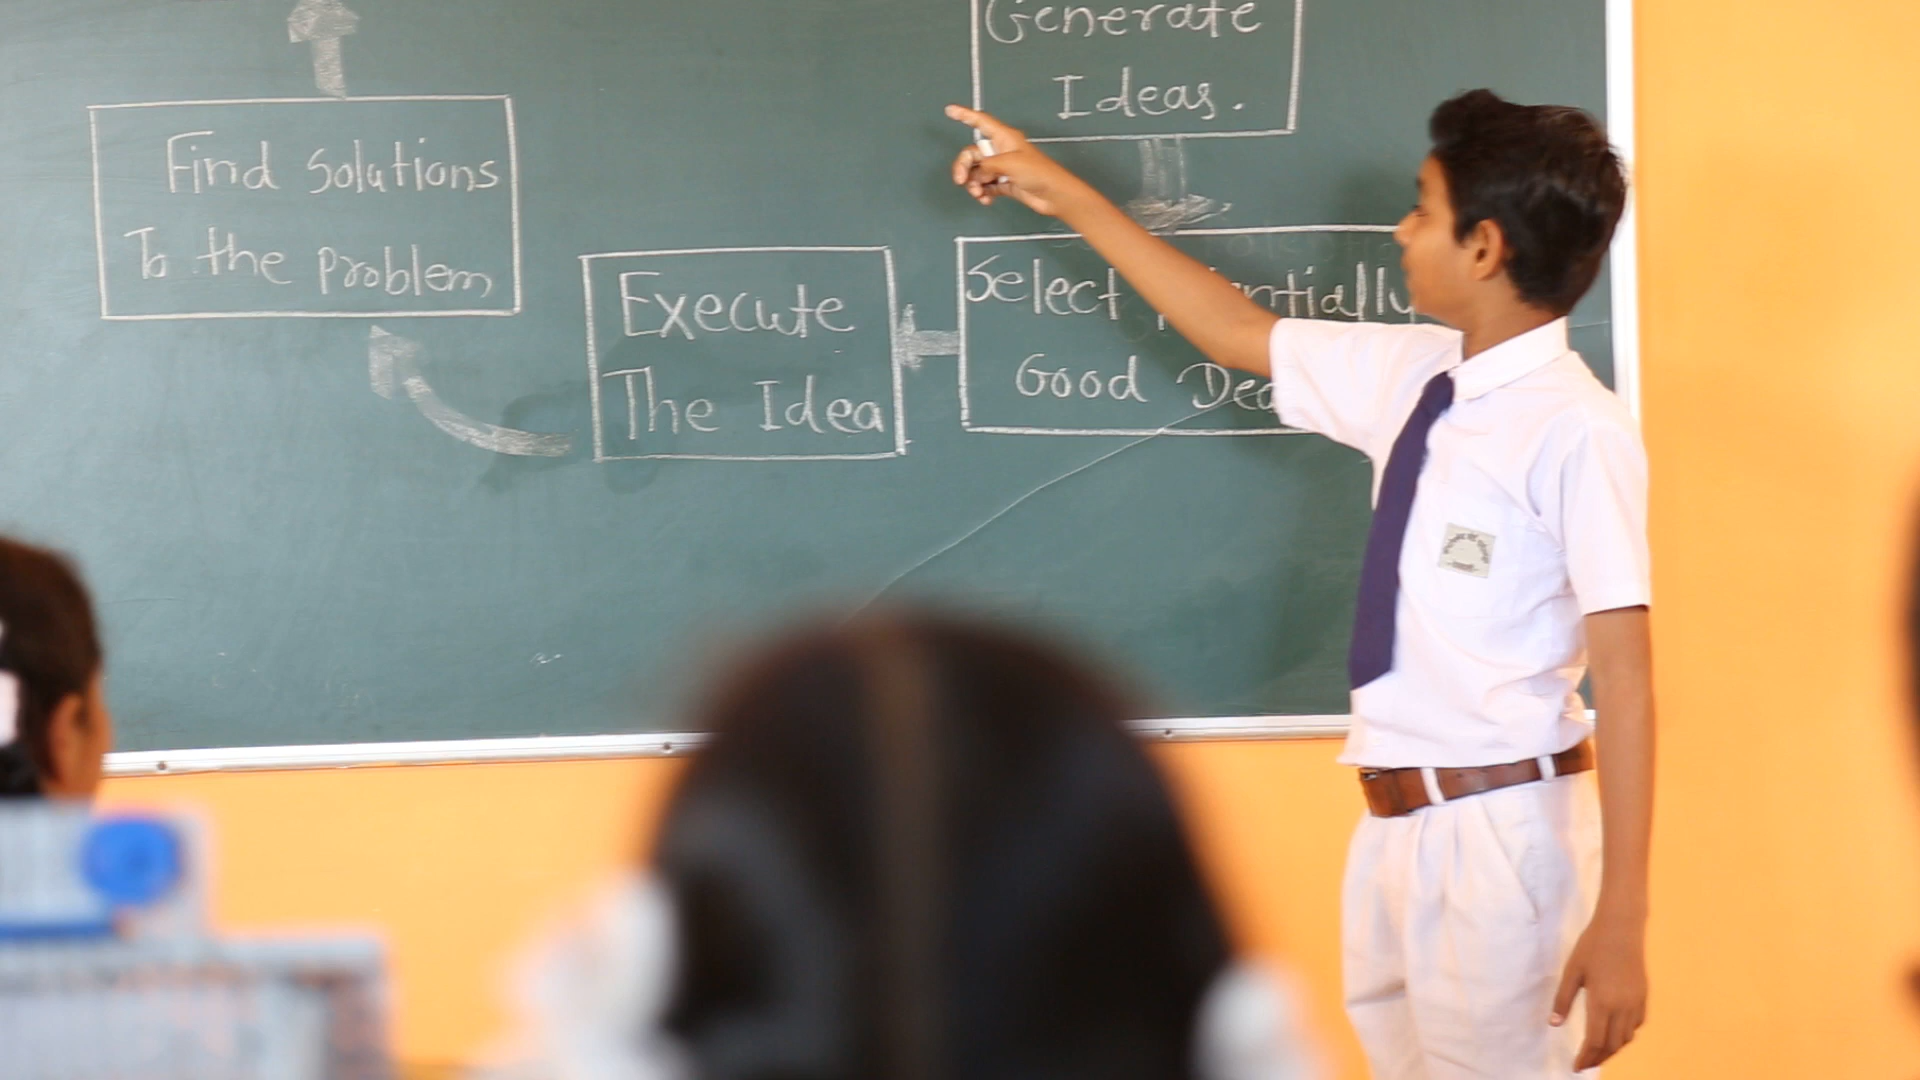 Generate
Ideas.
Find Solutions
To the problem
Execute
The Idea
Select
Good